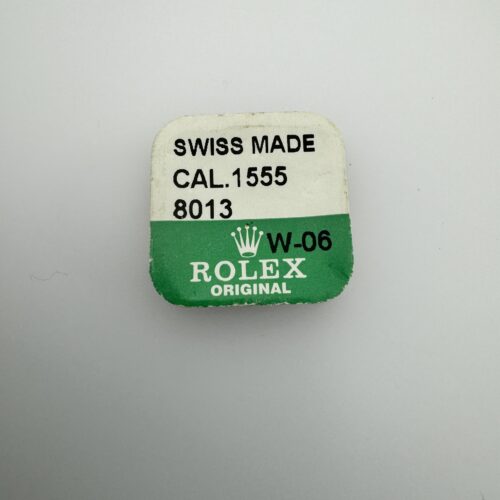 SWISS MADE
CAL.1555
8013
W-06
ROLEX
ORIGINAL